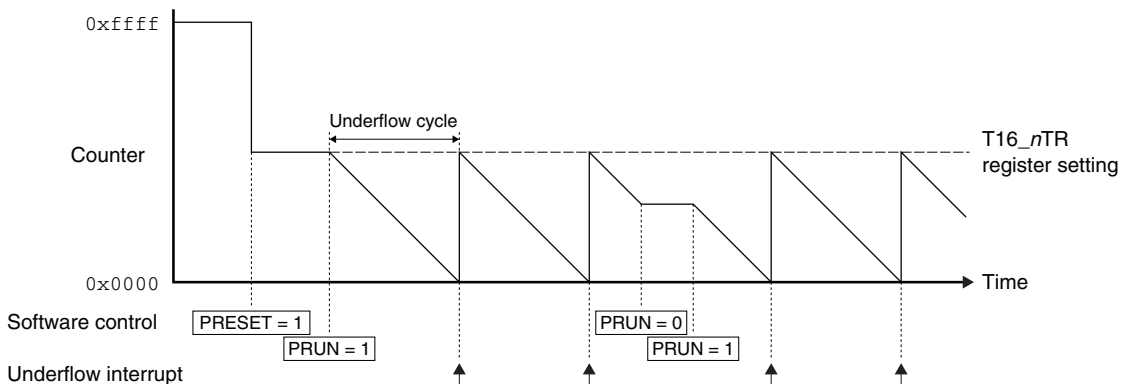 0xffff
Underflow cycle
Counter
T16_nTR
register setting
0x0000
Time
Software control
PRESET = 1
PRUN = 0
PRUN = 1
PRUN = 1
Underflow interrupt